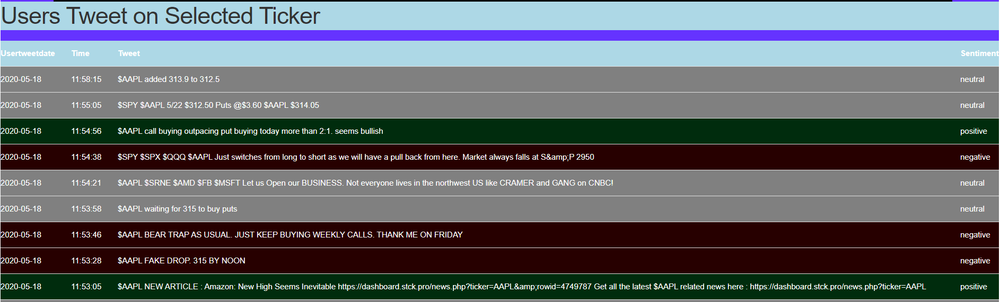 Users Tweet on Selected Ticker
Usertweetdate Time Tweet Sentiment
2020-05-18 11:58:15 $AAPL added 313.9 to 312.5 neutral
2020-05-18 11:55:05 $SPY $AAPL 5/22 $312.50 Puts @$3.60 $AAPL $314.05 neutral
2020-05-18 11:54:56 $AAPL call buying outpacing put buying today more than 2:1. seems bullish positive
2020-05-18 11:54:38 $SPY $SPX $QQQ $AAPL Just switches from long to short as we will have a pull back from here. Market always falls at S&amp;P 2950 negative
2020-05-18 11:54:21 $AAPL $SRNE $AMD $FB $MSFT Let us Open our BUSINESS. Not everyone lives in the northwest US like CRAMER and GANG on CNBC! neutral
2020-05-18 11:53:58 $AAPL waiting for 315 to buy puts neutral
2020-05-18 11:53:46 $AAPL BEAR TRAP AS USUAL. JUST KEEP BUYING WEEKLY CALLS. THANK ME ON FRIDAY negative
2020-05-18 11:53:28 $AAPL FAKE DROP. 315 BY NOON negative
2020-05-18 11:53:05 $AAPL NEW ARTICLE : Amazon: New High Seems Inevitable https://dashboard.stck.pro/news.php?ticker=AAPL&amp;rowid=4749787 Get all the latest $AAPL related news here : https://dashboard.stck.pro/news.php?ticker=AAPL positive